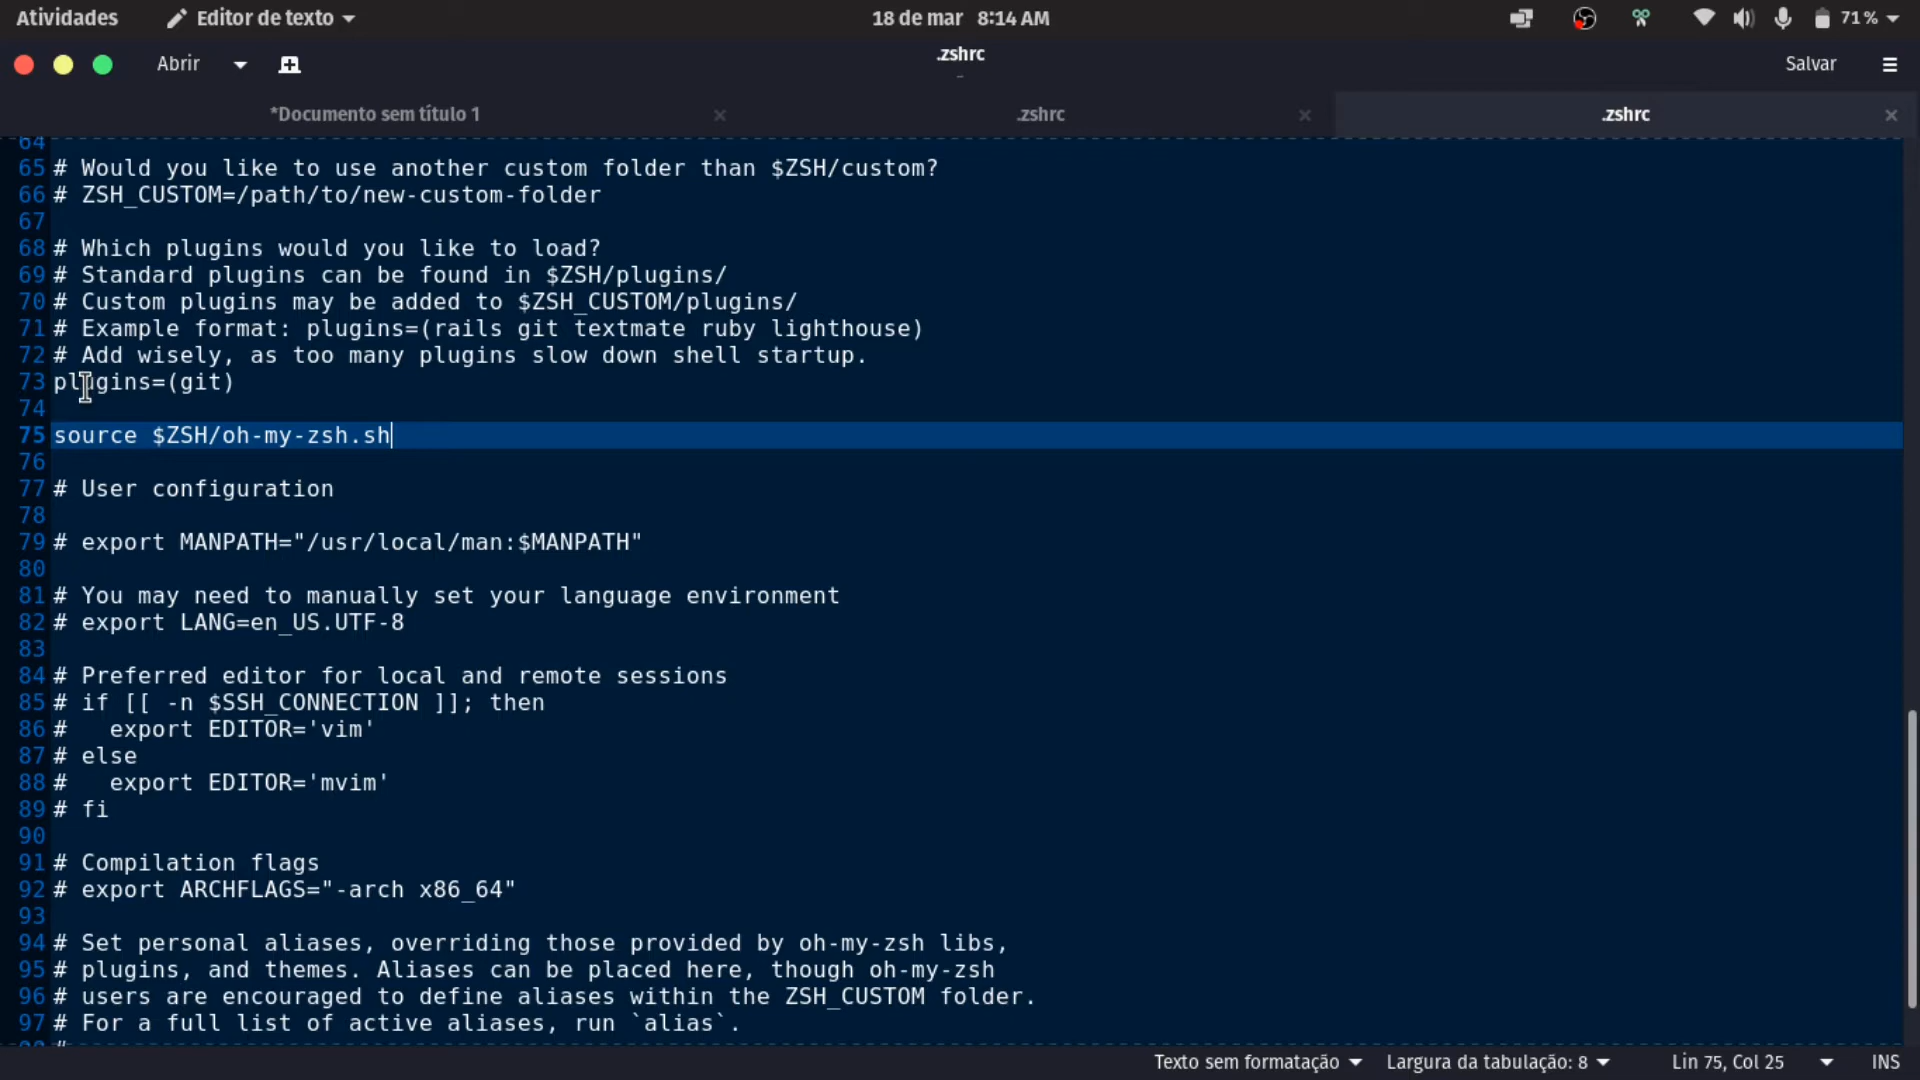 Atividades Editor de texto 18 de mar 8:14 AM 71%
Abrir .zshrc Salvar
*Documento sem título 1 .zshrc .zshrc
64
65 # Would you like to use another custom folder than $ZSH/custom?
66 # ZSH_CUSTOM=/path/to/new-custom-folder
67
68 # Which plugins would you like to load?
69 # Standard plugins can be found in $ZSH/plugins/
70 # Custom plugins may be added to $ZSH_CUSTOM/plugins/
71 # Example format: plugins=(rails git textmate ruby lighthouse)
72 # Add wisely, as too many plugins slow down shell startup.
73 plugins=(git)
74
75 source $ZSH/oh-my-zsh.sh
76
77 # User configuration
78
79 # export MANPATH="/usr/local/man:$MANPATH"
80
81 # You may need to manually set your language environment
82 # export LANG=en_US.UTF-8
83
84 # Preferred editor for local and remote sessions
85 # if [[ -n $SSH_CONNECTION ]]; then
86 #   export EDITOR='vim'
87 # else
88 #   export EDITOR='mvim'
89 # fi
90
91 # Compilation flags
92 # export ARCHFLAGS="-arch x86_64"
93
94 # Set personal aliases, overriding those provided by oh-my-zsh libs,
95 # plugins, and themes. Aliases can be placed here, though oh-my-zsh
96 # users are encouraged to define aliases within the ZSH_CUSTOM folder.
97 # For a full list of active aliases, run `alias`.
98 #
Texto sem formatação Largura da tabulação: 8 Lin 75, Col 25 INS